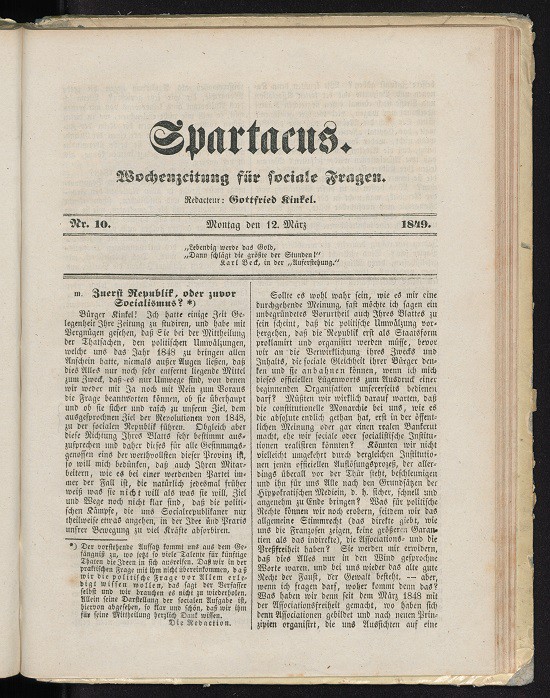 Spartacus.
Wochenzeitung für sociale Fragen.
Redacteur: Gottfried Kinkel.
Nr. 10. Montag den 12. März 1849.
„Lebendig werde das Gold,
„Dann schlägt die größte der Stunden!“
Karl Beck, in der „Auferstehung.“
m. Zuerst Republik, oder zuvor
Socialismus? *)
Bürger Kinkel! Ich hatte einige Zeit Ge-
legenheit Ihre Zeitung zu studiren, und habe mit
Vergnügen gesehen, daß Sie bei der Mittheilung
der Thatsachen, den politischen Umwälzungen,
welche uns das Jahr 1848 zu bringen allen
Anschein hatte, niemals außer Augen ließen, daß
dies Alles nur noch sehr entfernt liegende Mittel
zum Zweck, daß es nur Umwege sind, von denen
wir weder mit Ja noch mit Nein zum Voraus
die Frage beantworten können, ob sie überhaupt
und ob sie sicher und rasch zu unserm Ziel, dem
ausgesprochenen Ziel der Revolutionen von 1848,
zu der socialen Republik führen. Obgleich aber
diese Richtung Ihres Blatts sehr bestimmt aus-
zusprechen und daher dieses für alle Gesinnungs-
genossen eins der werthvollsten dieser Provinz ist,
so will mich bedünken, daß auch Ihren Mitar-
beitern, wie es bei einer werdenden Partei im-
mer der Fall ist, die natürlich jedesmal früher
weiß was sie nicht will als was sie will, Ziel
und Wege noch nicht klar sind, daß die politi-
schen Kämpfe, die uns Socialrepublikaner nur
theilweise etwas angehen, in der Idee und Praxis
unsrer Bewegung zu viel Kräfte absorbiren.
*) Der vorstehende Aufsatz kommt uns aus dem Ge-
fängniß zu, wo jetzt so viele Talente für künftige
Thaten die Ideen in sich ausreifen. Daß wir in der
praktischen Frage mit ihm nicht übereinkommen, daß
wir die politische Frage vor Allem erle-
digt wissen wollen, das sagt der Verfasser
selbst und wir brauchen es nicht zu wiederholen.
Allein seine Darstellung der socialen Aufgabe ist,
hiervon abgesehen, so klar und schön, daß wir ihm
für seine Mittheilung herzlich Dank wissen.
Die Redaction.
Sollte es wohl wahr sein, wie es mir eine
durchgehende Meinung, fast möchte ich sagen ein
unbegründetes Vorurtheil auch Ihres Blattes zu
sein scheint, daß die politische Umwälzung vor-
hergehen, daß die Republik erst als Staatsform
proklamirt und organisirt werden müsse, bevor
wir an die Verwirklichung ihres Zwecks und
Inhalts, die sociale Gleichheit ihrer Bürger den-
ken und sie anbahnen können, wenn ich mich
dieses officiellen Lügenworts zum Ausdruck einer
beginnenden Organisation unsrerseits bedienen
darf? Müßten wir wirklich darauf warten, daß
die constitutionelle Monarchie bei uns, wie es
die absolute endlich gethan hat, erst in der öffent-
lichen Meinung oder gar einen realen Bankerut
macht, ehe wir sociale oder socialistische Institu-
tionen realisiren könnten? Könnten wir nicht
vielleicht umgekehrt durch dergleichen Institutio-
nen jenen officiellen Auflösungsprozeß, der aller-
dings überall vor der Thür steht, beschleunigen
und ihn für uns Alle nach den Grundsätzen der
Hippokratischen Medicin, d. h. sicher, schnell und
angenehm zu Ende bringen? Was für politische
Rechte können wir noch erobern, seitdem wir das
allgemeine Stimmrecht (das direkte giebt, wie
uns die Franzosen zeigen, keine größeren Garan-
tien als das indirekte), die Associations- und die
Preßfreiheit haben? Sie werden mir erwidern,
daß dies Alles nur in den Wind gesprochne
Worte waren, und bei uns wieder das alte gute
Recht der Faust, der Gewalt besteht, — aber,
wenn ich fragen darf, woher kommt denn das?
Was haben wir denn seit dem März 1848 mit
der Associationsfreiheit gemacht, wo haben sich
denn Associationen gebildet und nach neuen Prin-
zipien organisirt, die uns Aussichten auf eine